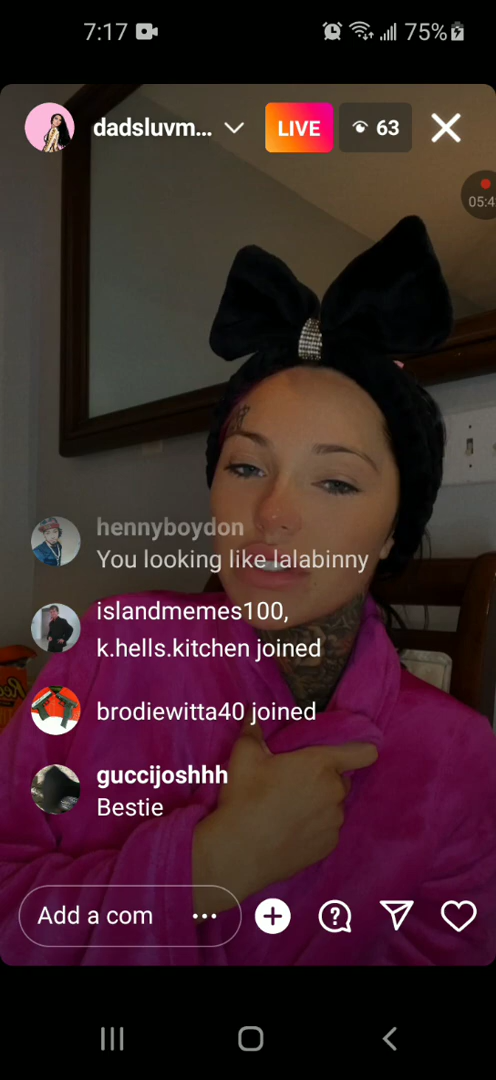 7:17
75%
dadsluvm...
LIVE
63
05:4
hennyboydon
You looking like lalabinny
islandmemes100,
k.hells.kitchen joined
brodiewitta40 joined
guccijoshhh
Bestie
Add a com